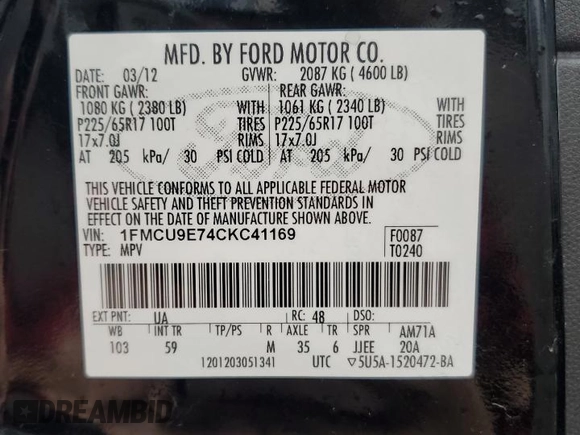 MFD. BY FORD MOTOR CO.
DATE: 03/12 GVWR: 2087 KG (4600 LB)
FRONT GAWR: REAR GAWR:
1080 KG (2380 LB) WITH 1061 KG (2340 LB) WITH
P225/65R17 100T TIRES P225/65R17 100T TIRES
17x7.0J RIMS 17x7.0J RIMS
AT 205 kPa/ 30 PSI COLD AT 205 kPa/ 30 PSI COLD
THIS VEHICLE CONFORMS TO ALL APPLICABLE FEDERAL MOTOR
VEHICLE SAFETY AND THEFT PREVENTION STANDARDS IN
EFFECT ON THE DATE OF MANUFACTURE SHOWN ABOVE.
VIN: 1FMCU9E74CKC41169 F0087
TYPE: MPV T0240
EXT PNT: UA RC: 48 DSO:
WB INT TR TP/PS R AXLE TR SPR AM71A
103 59 M 35 6 JJEE 20A
1201203051341 UTC ▽5U5A-1520472-BA
Ford
DREAMBID